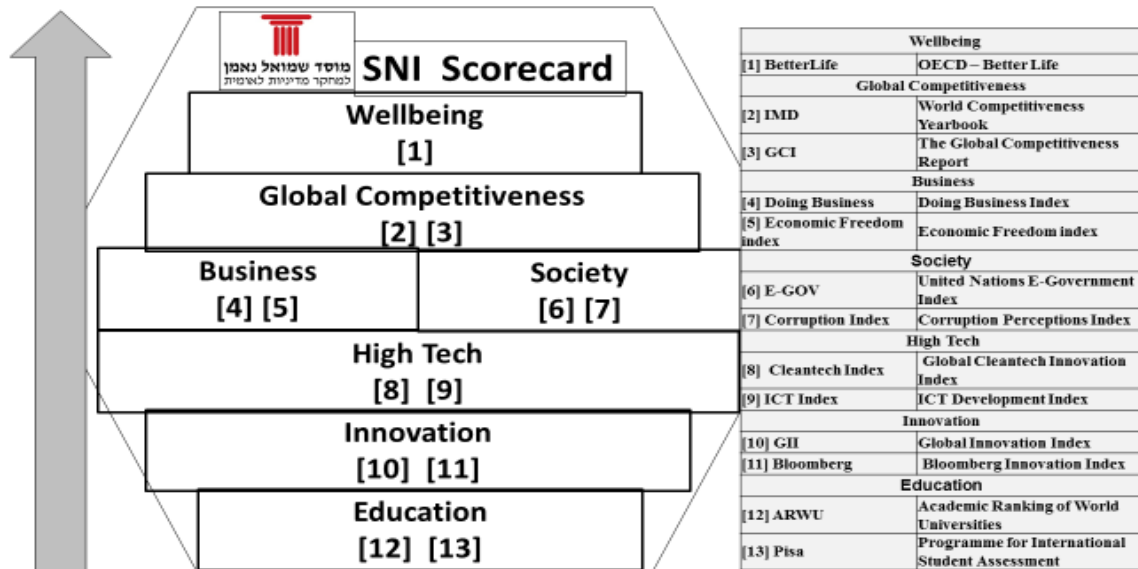 מוסד שמואל נאמן
למחקר מדיניות לאומית
SNI Scorecard
Wellbeing
[1]
Global Competitiveness
[2] [3]
Business
[4] [5]
Society
[6] [7]
High Tech
[8] [9]
Innovation
[10] [11]
Education
[12] [13]
Wellbeing
[1] BetterLife OECD – Better Life
Global Competitiveness
[2] IMD World Competitiveness
Yearbook
[3] GCI The Global Competitiveness
Report
Business
[4] Doing Business Doing Business Index
[5] Economic Freedom
index Economic Freedom index
Society
[6] E-GOV United Nations E-Government
Index
[7] Corruption Index Corruption Perceptions Index
High Tech
[8] Cleantech Index Global Cleantech Innovation
Index
[9] ICT Index ICT Development Index
Innovation
[10] GII Global Innovation Index
[11] Bloomberg Bloomberg Innovation Index
Education
[12] ARWU Academic Ranking of World
Universities
[13] Pisa Programme for International
Student Assessment